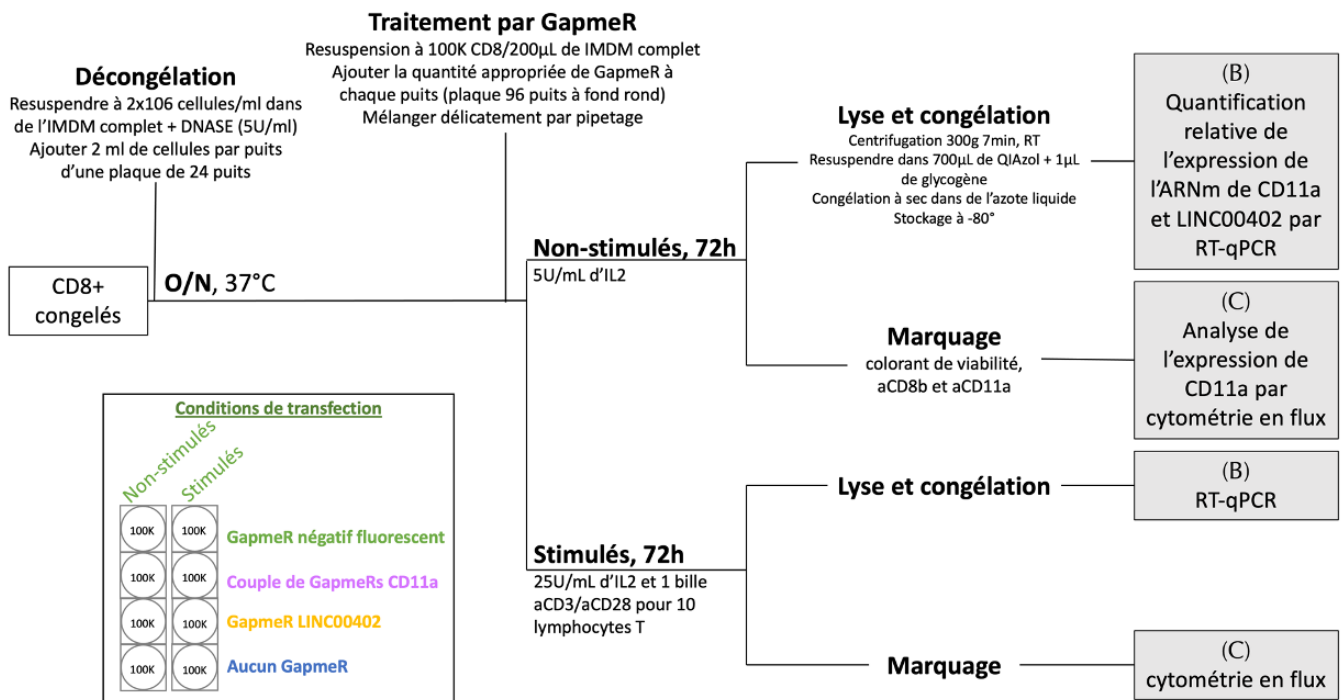 Traitement par GapmeR
Resuspension à 100K CD8/200µL de IMDM complet
Ajouter la quantité appropriée de GapmeR à
chaque puits (plaque 96 puits à fond rond)
Mélanger délicatement par pipetage
Décongélation
Resuspendre à 2x106 cellules/ml dans
de l'IMDM complet + DNASE (5U/ml)
Ajouter 2 ml de cellules par puits
d'une plaque de 24 puits
CD8+
congelés
O/N, 37°C
Non-stimulés, 72h
5U/mL d'IL2
Lyse et congélation
Centrifugation 300g 7min, RT
Resuspendre dans 700µL de QIAzol + 1µL
de glycogène
Congélation à sec dans de l'azote liquide
Stockage à -80°
(B)
Quantification
relative de
l'expression de
l'ARNm de CD11a
et LINC00402 par
RT-qPCR
Marquage
colorant de viabilité,
aCD8b et aCD11a
(C)
Analyse de
l'expression de
CD11a par
cytométrie en flux
Stimulés, 72h
25U/mL d'IL2 et 1 bille
aCD3/aCD28 pour 10
lymphocytes T
Lyse et congélation
(B)
RT-qPCR
Marquage
(C)
cytométrie en flux
Conditions de transfection
Non-stimulés
Stimulés
100K 100K GapmeR négatif fluorescent
100K 100K Couple de GapmeRs CD11a
100K 100K GapmeR LINC00402
100K 100K Aucun GapmeR